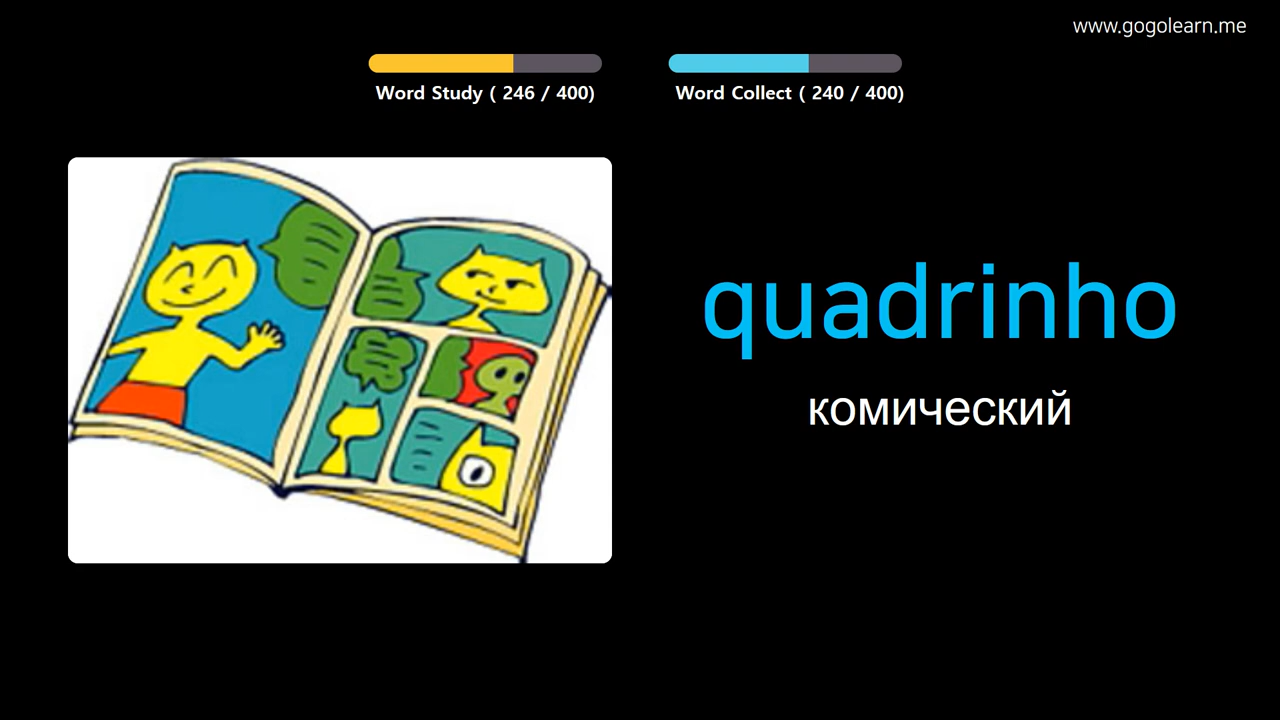 www.gogolearn.me
Word Study ( 246 / 400)
Word Collect ( 240 / 400)
quadrinho
комический